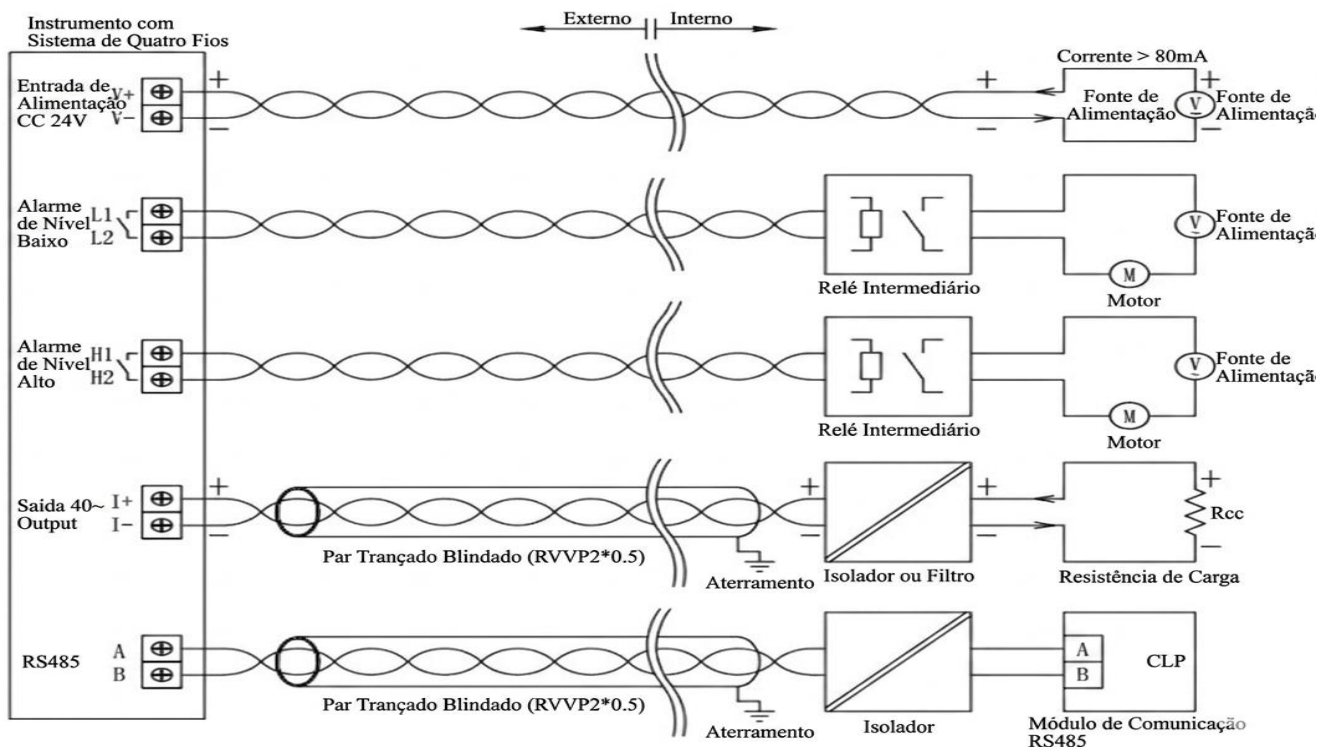 Instrumento com
Sistema de Quatro Fios
Externo
Interno
Entrada de
Alimentação
CC 24V
V+
V-
+
−
+
−
Corrente > 80mA
Fonte de
Alimentação
+
V
−
Fonte de
Alimentação
Alarme
de Nível
Baixo
L1
L2
Relé Intermediário
V
Fonte de
Alimentação
M
Motor
Alarme
de Nível
Alto
H1
H2
Relé Intermediário
V
Fonte de
Alimentação
M
Motor
Saída 40~
Output
I+
I-
+
−
Par Trançado Blindado (RVVP2*0.5)
Aterramento
+
−
Isolador ou Filtro
+
−
+
Rcc
−
Resistência de Carga
RS485
A
B
Par Trançado Blindado (RVVP2*0.5)
Aterramento
Isolador
A
B
CLP
Módulo de Comunicação
RS485